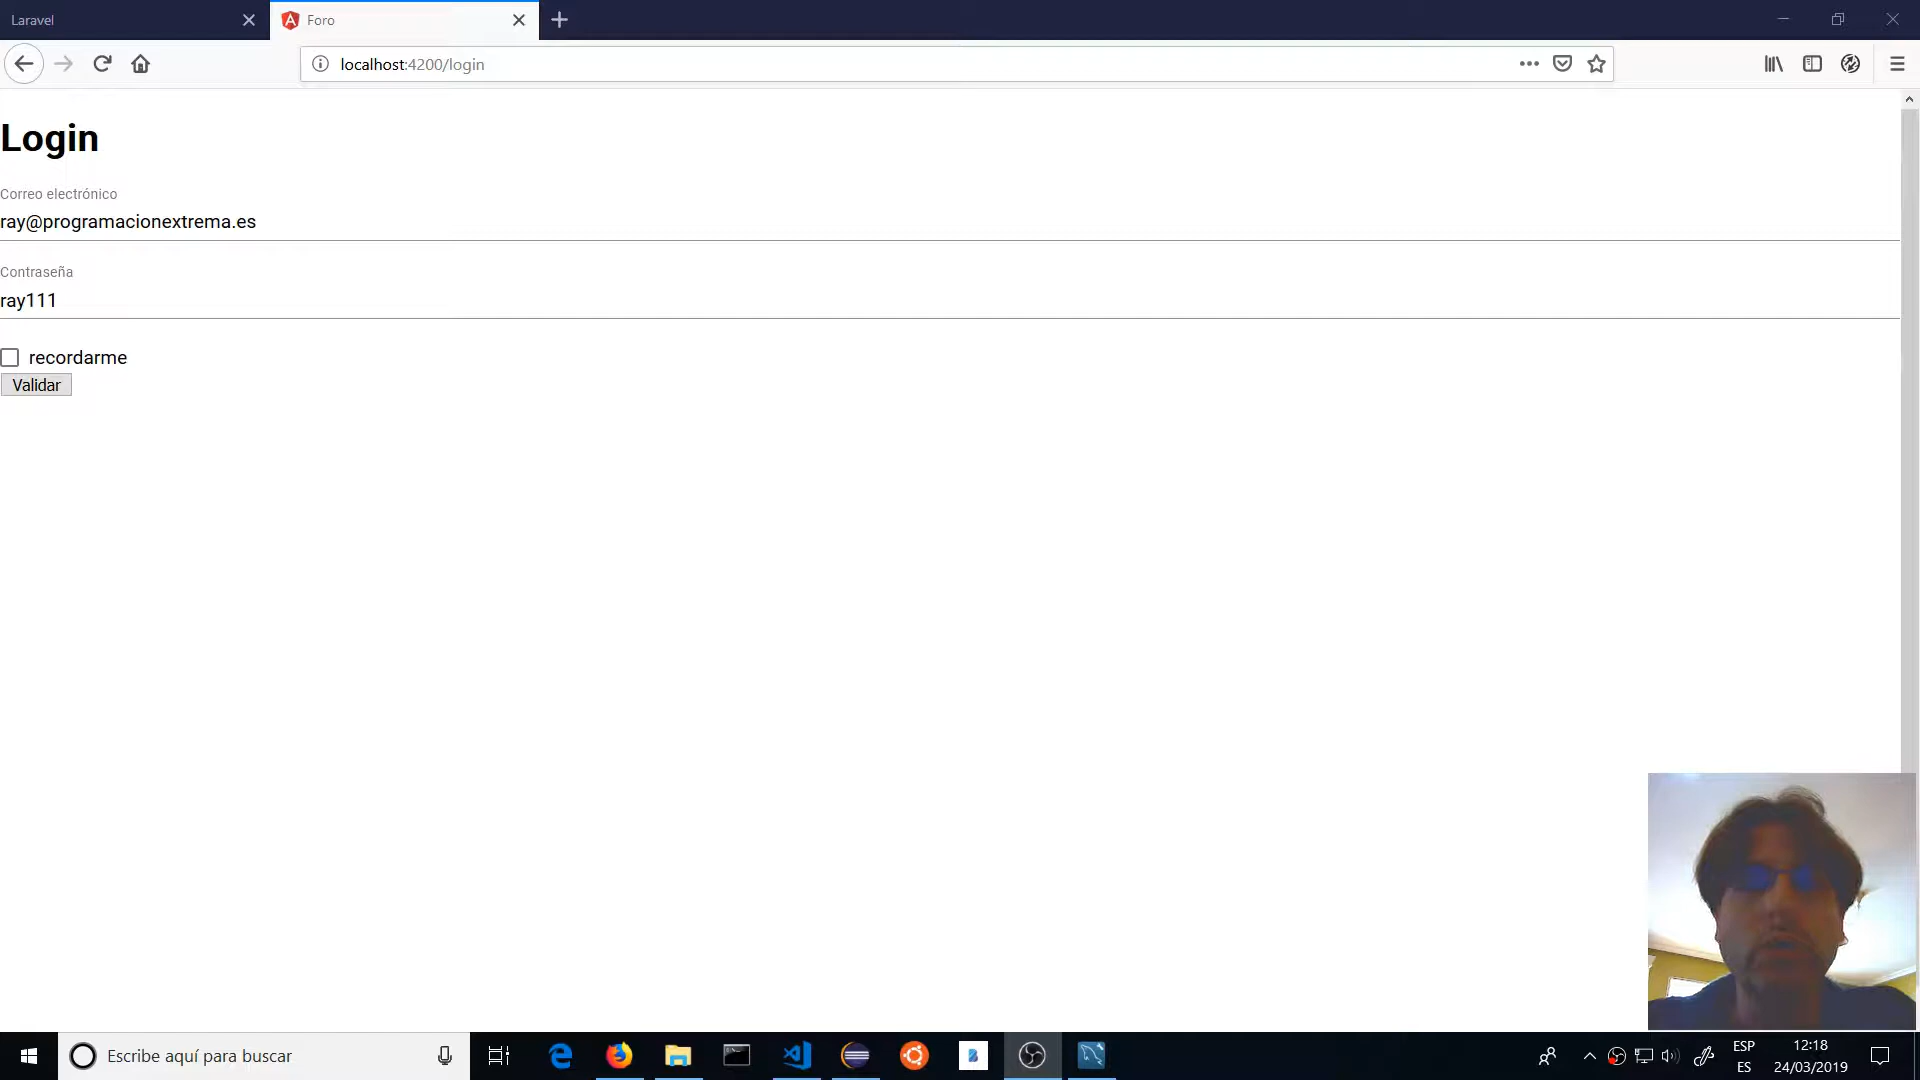 Laravel
Foro
localhost:4200/login
Login
Correo electrónico
ray@programacionextrema.es
Contraseña
ray111
recordarme
Validar
Escribe aquí para buscar
ESP
ES
12:18
24/03/2019